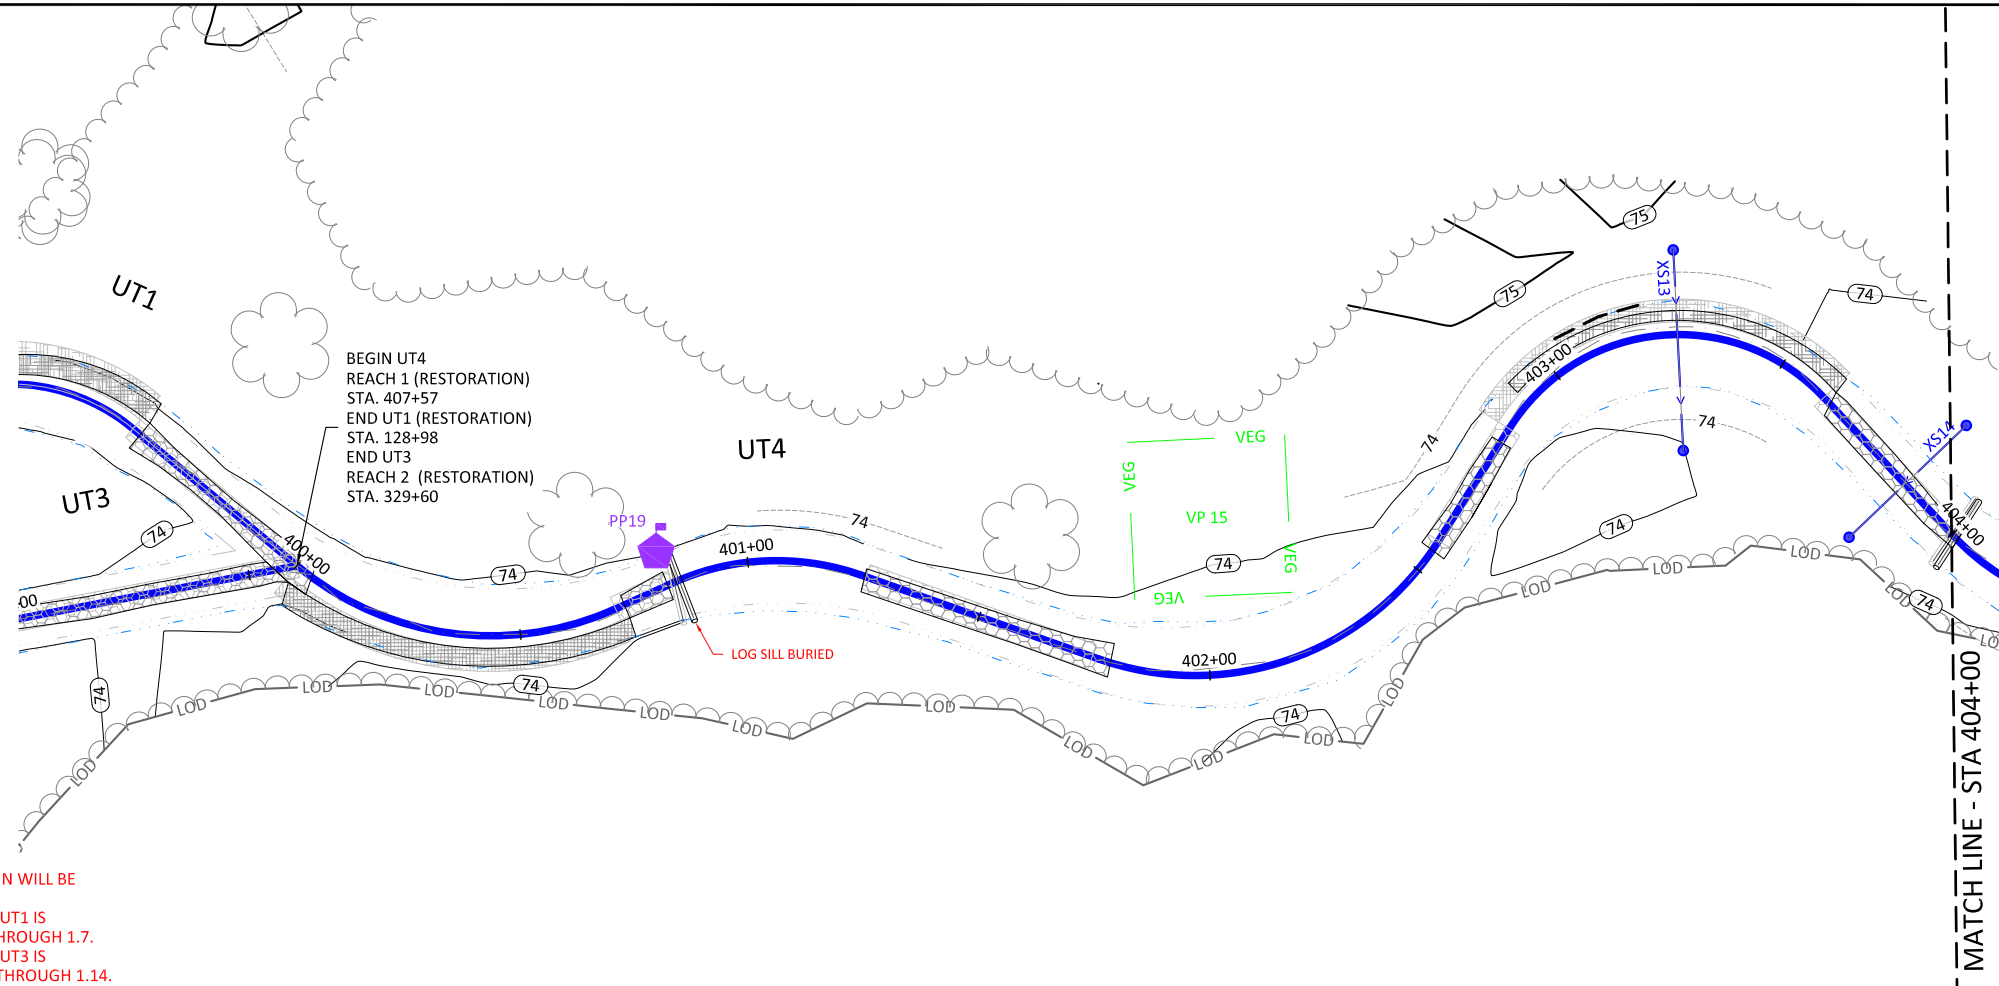 75
XS13
74
75
UT1
BEGIN UT4
REACH 1 (RESTORATION)
STA. 407+57
END UT1 (RESTORATION)
STA. 128+98
END UT3
REACH 2 (RESTORATION)
STA. 329+60
403+00
74
74
XS14
UT4
VEG
VEG
UT3
74
PP19
VP 15
74
74
404+00
400+00
401+00
74
74
VEG
VEG
LOD
LOD
LOD
00
74
LOD
LOD
LOG SILL BURIED
402+00
74
74
LOD
LOD
LOD
LOD
LOD
LOD
LOD
LOD
74
LOD
LOD
LOD
LOD
MATCH LINE - STA 404+00
N WILL BE
UT1 IS
HROUGH 1.7.
UT3 IS
THROUGH 1.14.